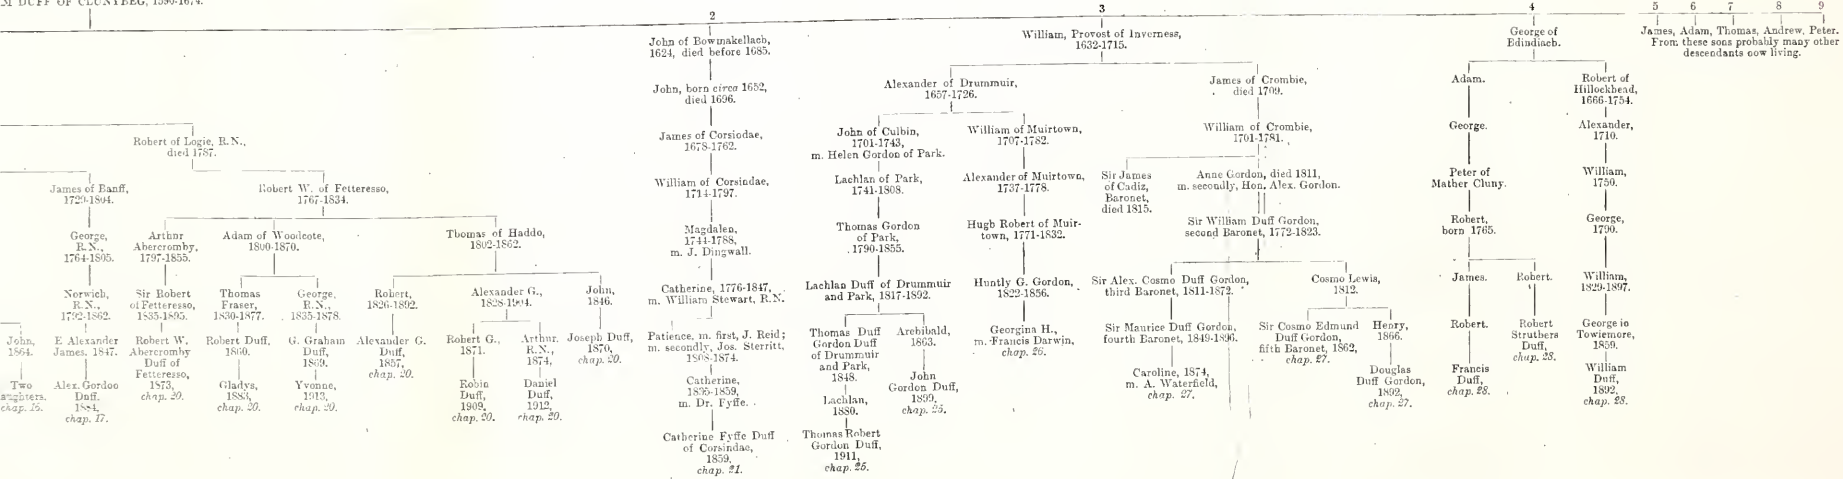 DUFF OF CLUNYBEG, 1590-1674.
2
3
4
5 6 7 8 9
John of Bowmakellach,
1624, died before 1685.
William, Provost of Inverness,
1632-1715.
George of
Edindiach.
James, Adam, Thomas, Andrew, Peter.
From these sons probably many other
descendants now living.
John, born circa 1652,
died 1696.
Alexander of Drummuir,
1657-1726.
James of Crombie,
died 1709.
Adam.
Robert of
Hillockhead,
1666-1754.
Robert of Logie, R.N.,
died 1787.
James of Corsindae,
1678-1762.
John of Culbin,
1701-1743,
m. Helen Gordon of Park.
William of Muirtown,
1707-1782.
William of Crombie,
1701-1781.
George.
Alexander,
1710.
James of Banff,
1729-1804.
Robert W. of Fetteresso,
1767-1834.
William of Corsindae,
1714-1797.
Lachlan of Park,
1741-1808.
Alexander of Muirtown,
1737-1778.
Sir James
of Cadiz,
Baronet,
died 1815.
Anne Gordon, died 1811,
m. secondly, Hon. Alex. Gordon.
Peter of
Mather Cluny.
William,
1750.
George,
R.N.,
1764-1805.
Arthur
Abercromby,
1797-1855.
Adam of Woodcote,
1800-1870.
Thomas of Haddo,
1802-1862.
Magdalen,
1744-1788,
m. J. Dingwall.
Thomas Gordon
of Park,
1790-1855.
Hugh Robert of Muir-
town, 1771-1832.
Sir William Duff Gordon,
second Baronet, 1772-1823.
Robert,
born 1765.
George,
1790.
Norwich,
R.N.,
1792-1862.
Sir Robert
of Fetteresso,
1835-1895.
Thomas
Fraser,
1830-1877.
George,
R.N.,
1835-1878.
Robert,
1826-1892.
Alexander G.,
1828-1904.
John,
1846.
Catherine, 1776-1847,
m. William Stewart, R.N.
Lachlan Duff of Drummuir
and Park, 1817-1892.
Huntly G. Gordon,
1822-1856.
Sir Alex. Cosmo Duff Gordon,
third Baronet, 1811-1872.
Cosmo Lewis,
1812.
James.
Robert.
William,
1829-1897.
John,
1864.
E Alexander
James. 1847.
Robert W,
Abercromby
Duff of
Fetteresso,
1873,
chap. 20.
Robert Duff,
1860.
G. Graham
Duff,
1869.
Alexander G.
Duff,
1857,
chap. 20.
Robert G.,
1871.
Arthur.
R.N.,
1874,
chap. 20.
Joseph Duff,
1870,
chap. 20.
Patience, m. first, J. Reid;
m. secondly, Jos. Sterritt,
1808-1874.
Thomas Duff
Gordon Duff
of Drummuir
and Park,
1848.
Archibald,
1863.
Georgina H.,
m. Francis Darwin,
chap. 26.
Sir Maurice Duff Gordon,
fourth Baronet, 1849-1896.
Sir Cosmo Edmund
Duff Gordon,
fifth Baronet, 1862,
chap. 27.
Henry,
1866.
Robert.
Robert
Struthers
Duff,
chap. 28.
George in
Towiemore,
1859.
Two
chap. 16.
Alex. Gordon
Duff.
chap. 17.
Gladys,
1883,
chap. 20.
Yvonne,
1913,
chap. 20.
Robin
Duff,
1909,
chap. 20.
Daniel
Duff,
1912,
chap. 20.
Catherine,
1835-1859,
m. Dr. Fyffe.
Lachlan,
1880.
John
Gordon Duff,
1899,
chap. 25.
Caroline, 1874,
m. A. Waterfield,
chap. 27.
Douglas
Duff Gordon,
1892,
chap. 27.
Francis
Duff,
chap. 28.
William
Duff,
1892,
chap. 28.
Catherine Fyffe Duff
of Corsindae,
1859,
chap. 21.
Thomas Robert
Gordon Duff,
1911,
chap. 25.